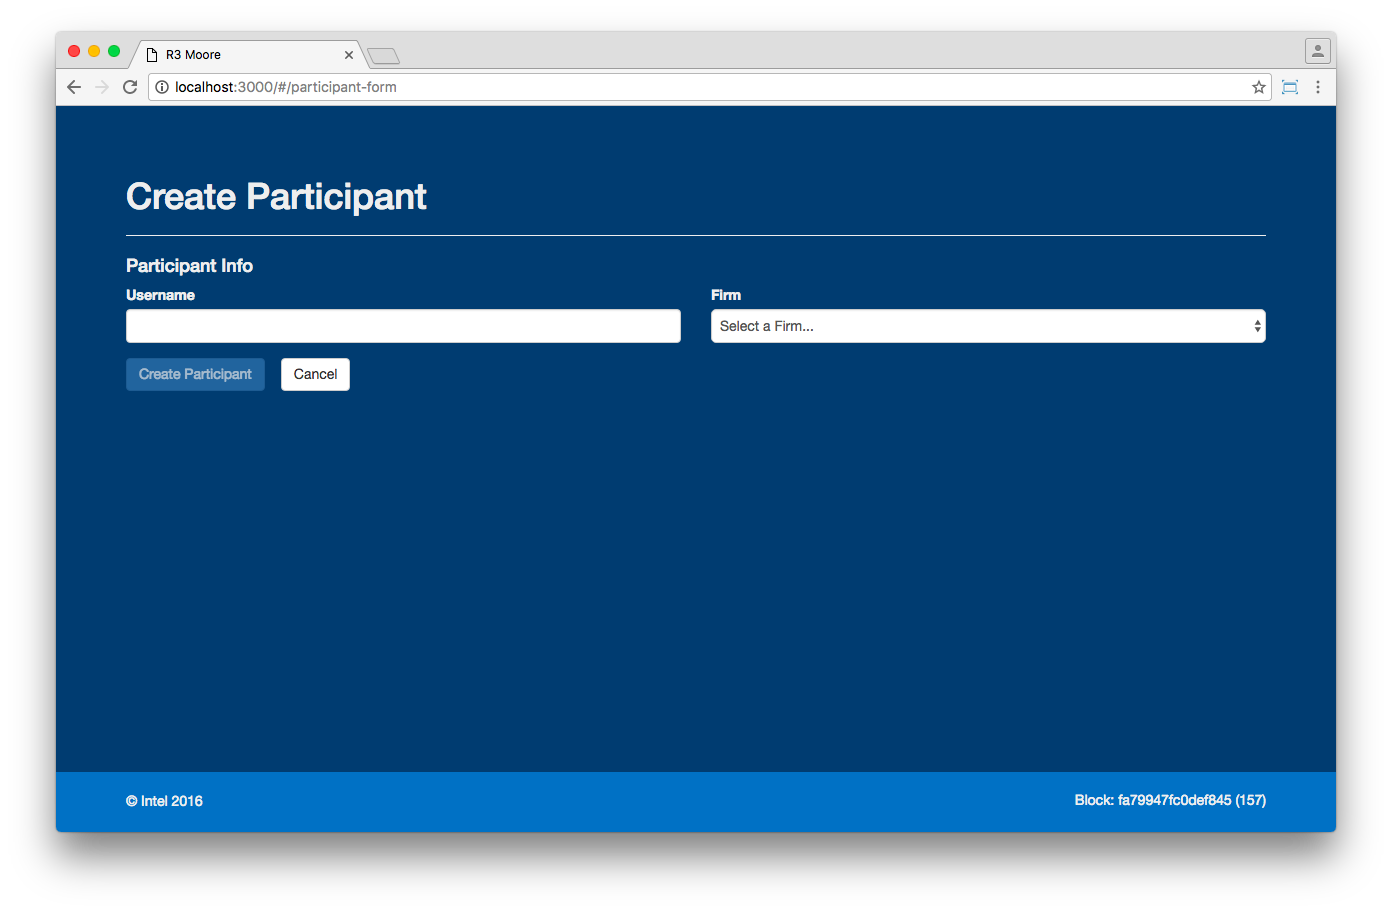 R3 Moore
localhost:3000/#/participant-form
Create Participant
Participant Info
Username
Firm
Select a Firm...
Create Participant
Cancel
© Intel 2016
Block: fa79947fc0def845 (157)